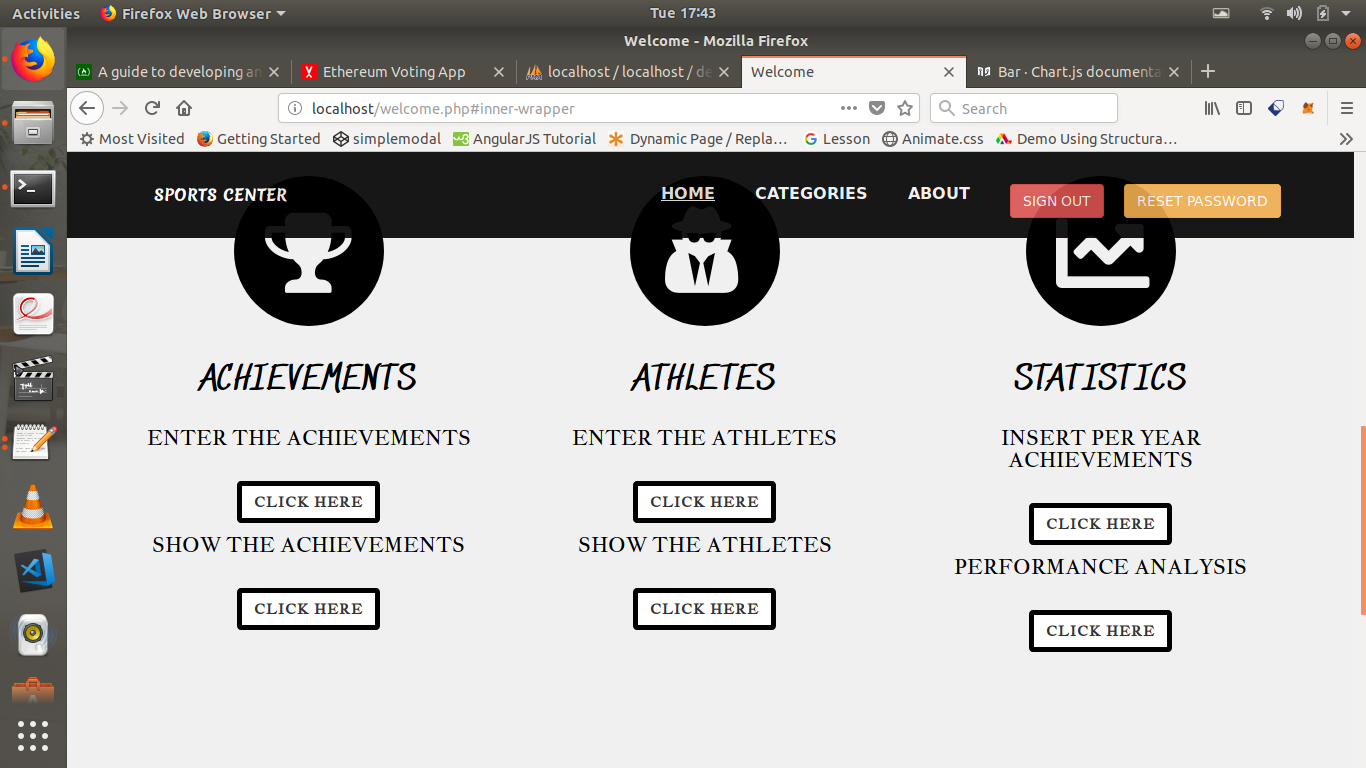 Activities Firefox Web Browser Tue 17:43
Welcome - Mozilla Firefox
A guide to developing an Ethereum Voting App localhost / localhost / de Welcome Bar · Chart.js documenta
localhost/welcome.php#inner-wrapper Search
Most Visited Getting Started simplemodal AngularJS Tutorial Dynamic Page / Repla... Lesson Animate.css Demo Using Structura...
SPORTS CENTER HOME CATEGORIES ABOUT SIGN OUT RESET PASSWORD
ACHIEVEMENTS
ENTER THE ACHIEVEMENTS
CLICK HERE
SHOW THE ACHIEVEMENTS
CLICK HERE
ATHLETES
ENTER THE ATHLETES
CLICK HERE
SHOW THE ATHLETES
CLICK HERE
STATISTICS
INSERT PER YEAR
ACHIEVEMENTS
CLICK HERE
PERFORMANCE ANALYSIS
CLICK HERE